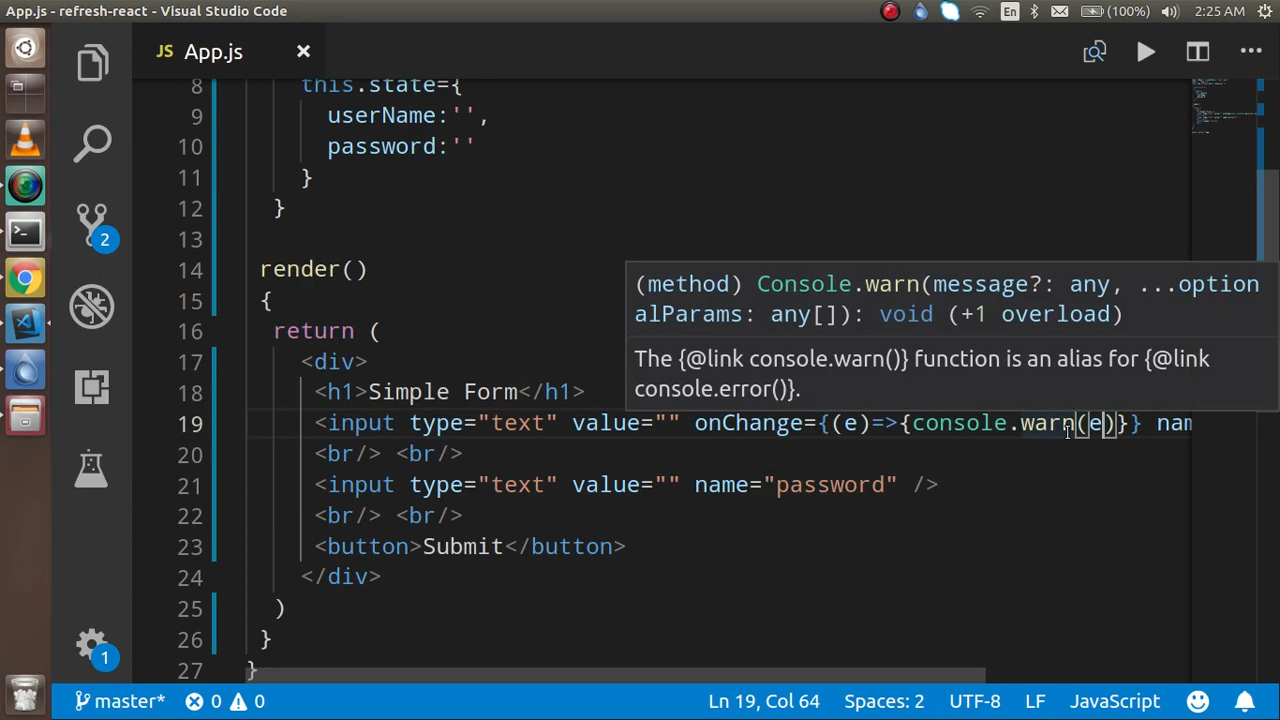 App.js - refresh-react - Visual Studio Code
En
(100%)
2:25 AM
JS App.js
8 this.state={
9 userName:'',
10 password:''
11 }
12 }
13
14 render()
15 {
16 return (
17 <div>
18 <h1>Simple Form</h1>
19 <input type="text" value="" onChange={(e)=>{console.warn(e)}} nam
20 <br/> <br/>
21 <input type="text" value="" name="password" />
22 <br/> <br/>
23 <button>Submit</button>
24 </div>
25 )
26 }
27 }
(method) Console.warn(message?: any, ...option
alParams: any[]): void (+1 overload)
The {@link console.warn()} function is an alias for {@link
console.error()}.
2
1
master* 0 0
Ln 19, Col 64
Spaces: 2
UTF-8
LF
JavaScript